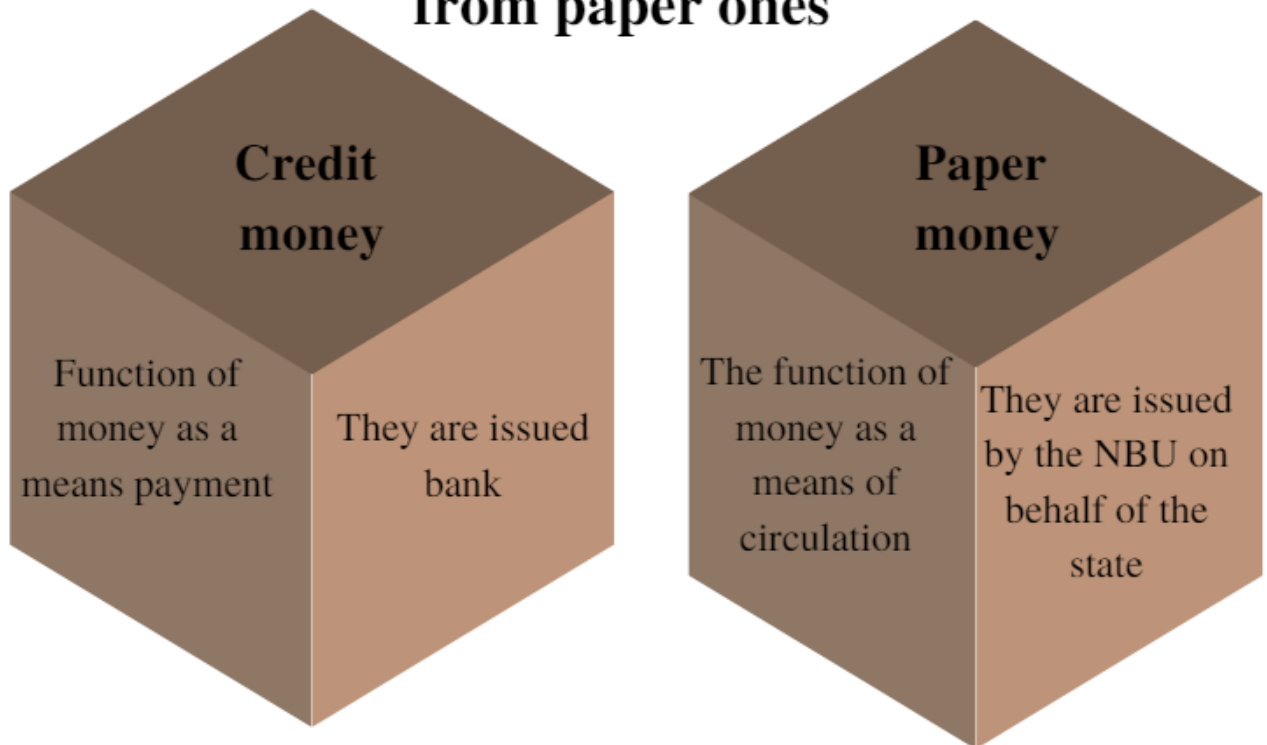 from paper ones
Credit
money
Function of
money as a
means payment
They are issued
bank
Paper
money
The function of
money as a
means of
circulation
They are issued
by the NBU on
behalf of the
state